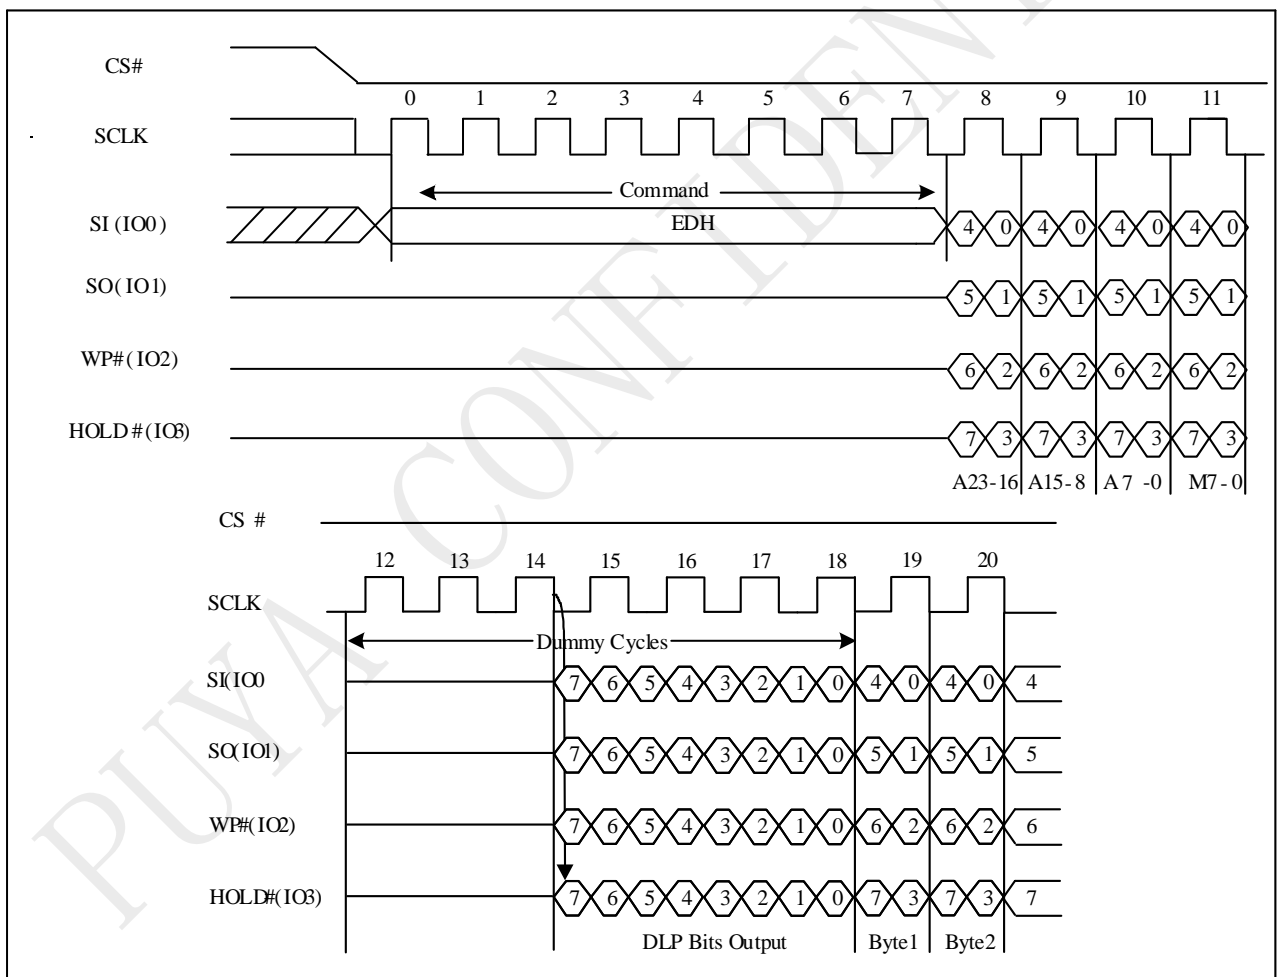 CS#
0 1 2 3 4 5 6 7 8 9 10 11
SCLK
Command
SI (IO0) EDH 4 0 4 0 4 0 4 0
SO( IO1) 5 1 5 1 5 1 5 1
WP#( IO2) 6 2 6 2 6 2 6 2
HOLD #(IO3) 7 3 7 3 7 3 7 3
A23-16 A15-8 A7 -0 M7-0
CS #
12 13 14 15 16 17 18 19 20
SCLK
Dummy Cycles
SI(IO0 7 6 5 4 3 2 1 0 4 0 4 0 4
SO(IO1) 7 6 5 4 3 2 1 0 5 1 5 1 5
WP#(IO2) 7 6 5 4 3 2 1 0 6 2 6 2 6
HOLD#(IO3) 7 6 5 4 3 2 1 0 7 3 7 3 7
DLP Bits Output Byte1 Byte2
PUYA CONFIDEN